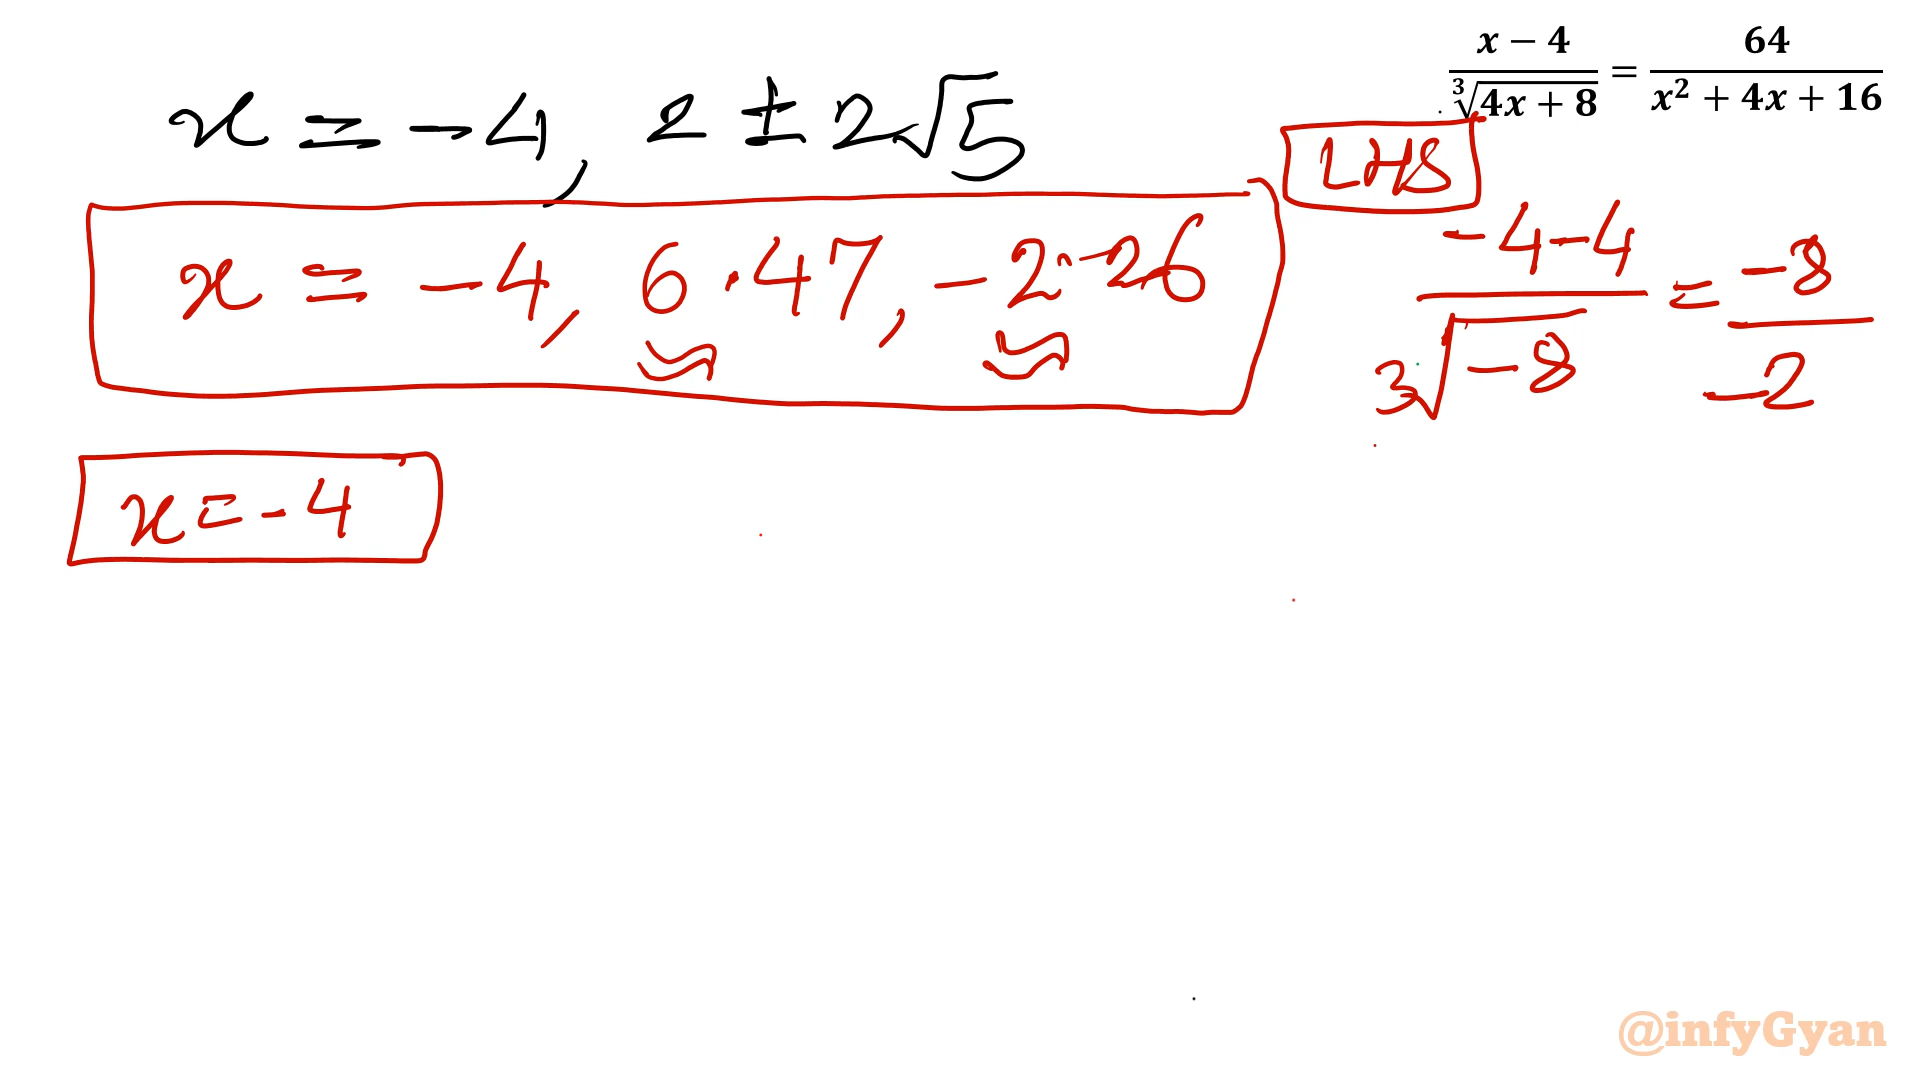 x = -4, 2 ± 2√5
x = -4, 6.47, -2.26
x = -4
(x − 4)/∛(4x + 8) = 64/(x² + 4x + 16)
LHS
(-4-4)/∛(-8) = -8/-2
@infyGyan